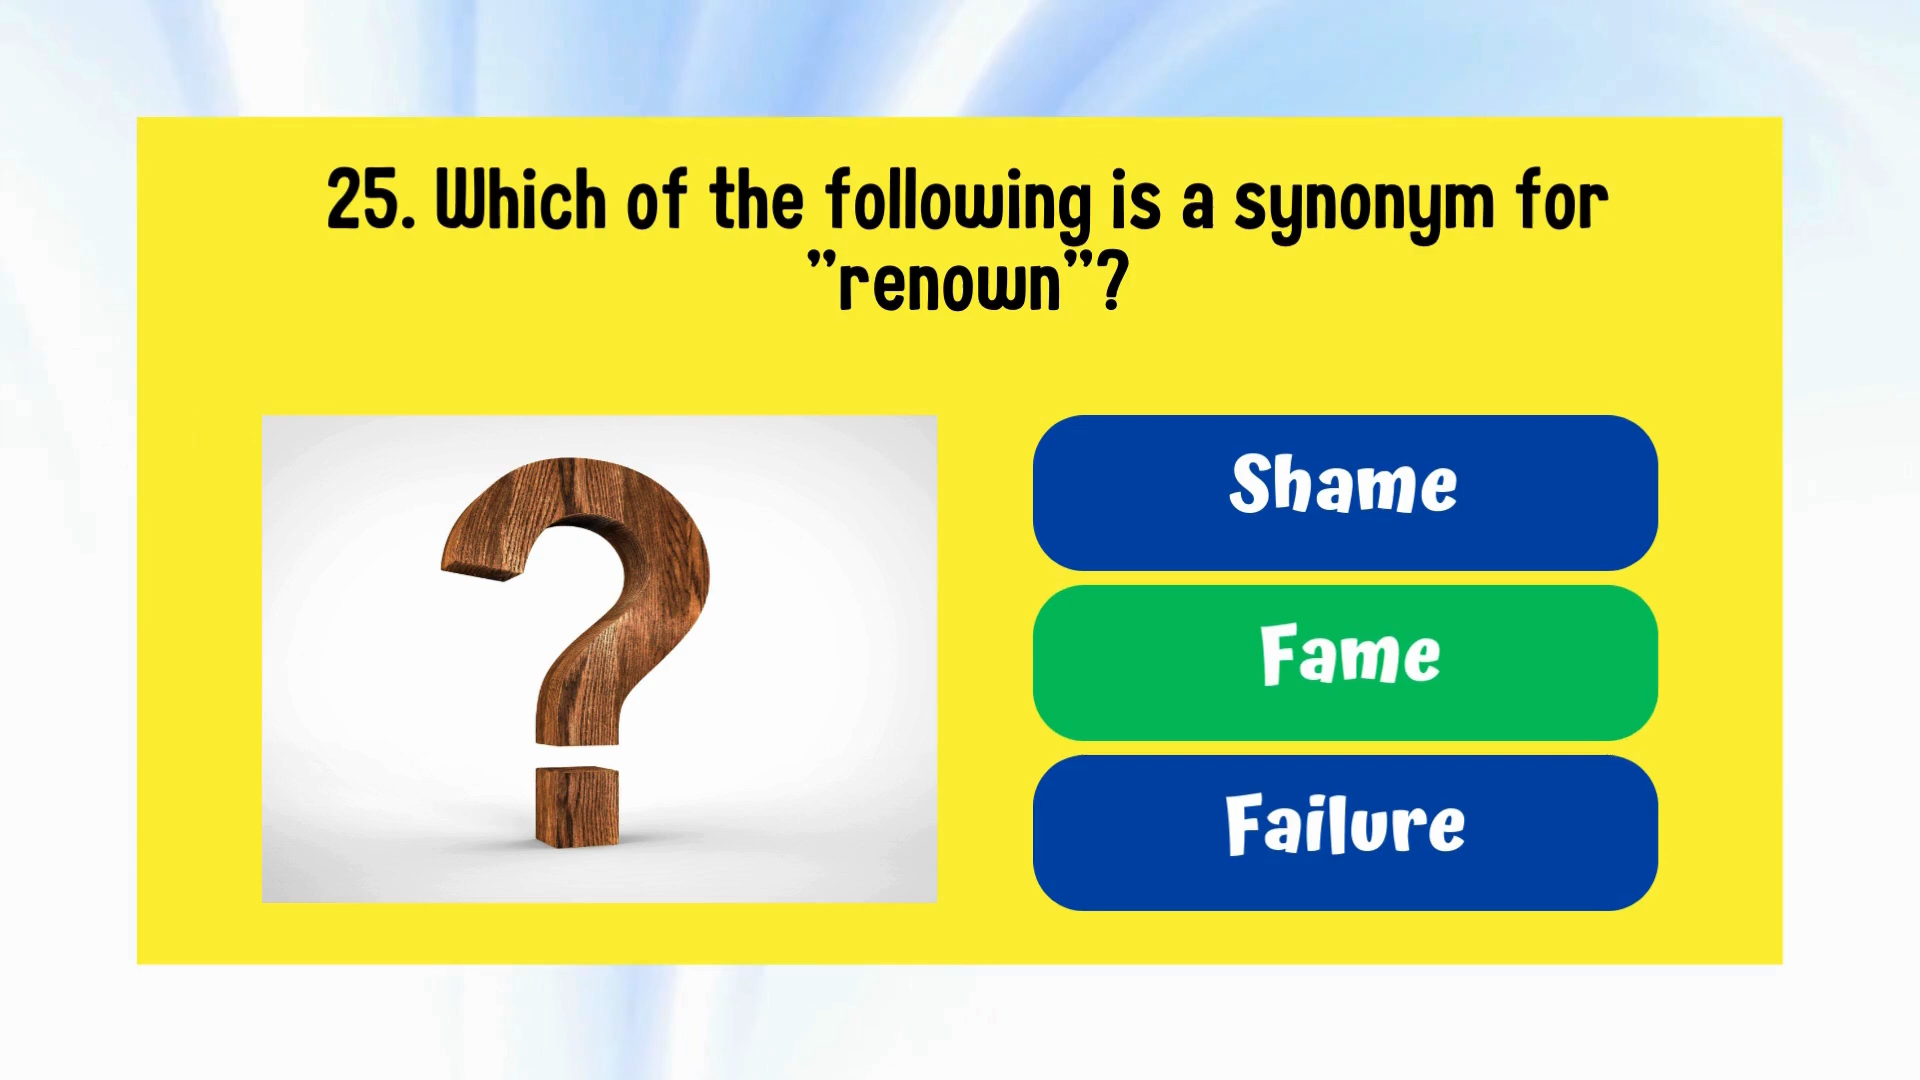 25. Which of the following is a synonym for
”renown”?
Shame
Fame
Failure